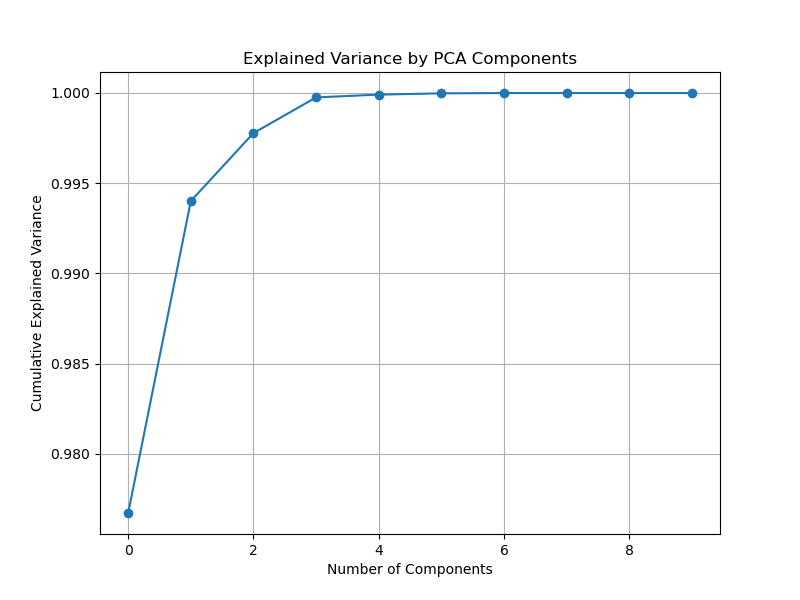 Explained Variance by PCA Components
1.000
0.995
0.990
0.985
0.980
Cumulative Explained Variance
0 2 4 6 8
Number of Components